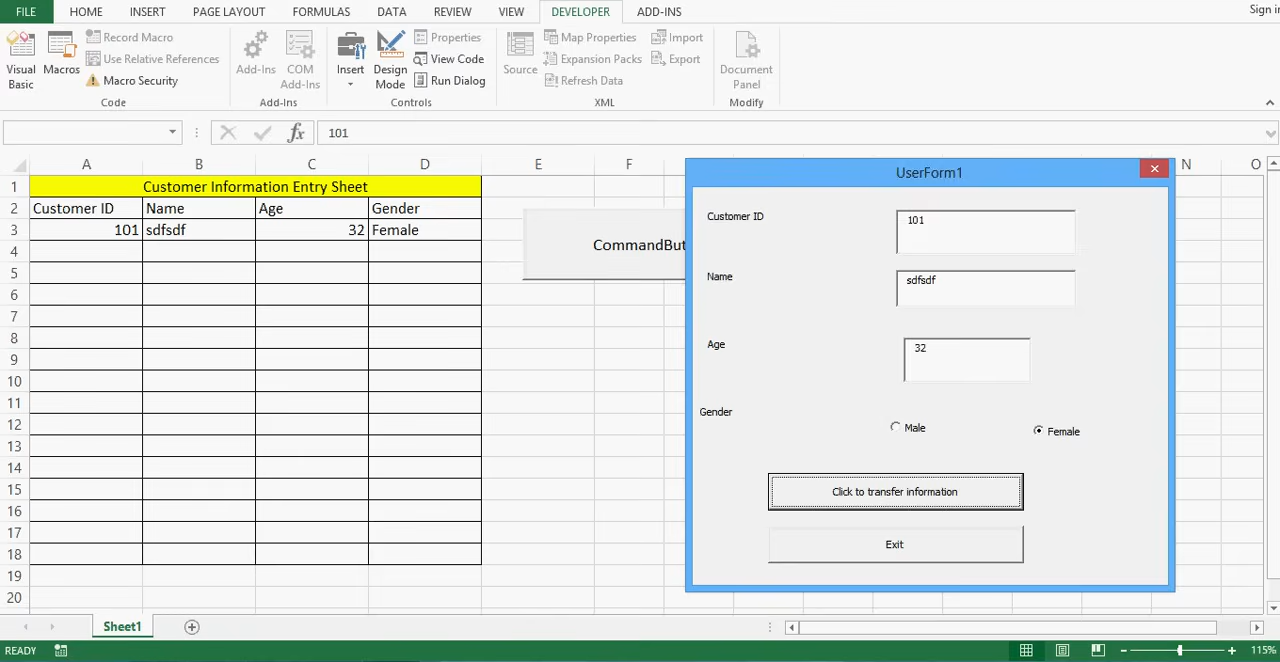 FILE HOME INSERT PAGE LAYOUT FORMULAS DATA REVIEW VIEW DEVELOPER ADD-INS Sign in
Visual Basic
Macros
Record Macro
Use Relative References
Macro Security
Code
Add-Ins
COM Add-Ins
Add-Ins
Insert
Design Mode
Properties
View Code
Run Dialog
Controls
Source
Map Properties
Expansion Packs
Refresh Data
Import
Export
XML
Document Panel
Modify
fx 101
A B C D E F N O
1 Customer Information Entry Sheet
2 Customer ID Name Age Gender
3 101 sdfsdf 32 Female
4
5
6
7
8
9
10
11
12
13
14
15
16
17
18
19
20
CommandBut
UserForm1
Customer ID 101
Name sdfsdf
Age 32
Gender Male Female
Click to transfer information
Exit
Sheet1
READY 115%